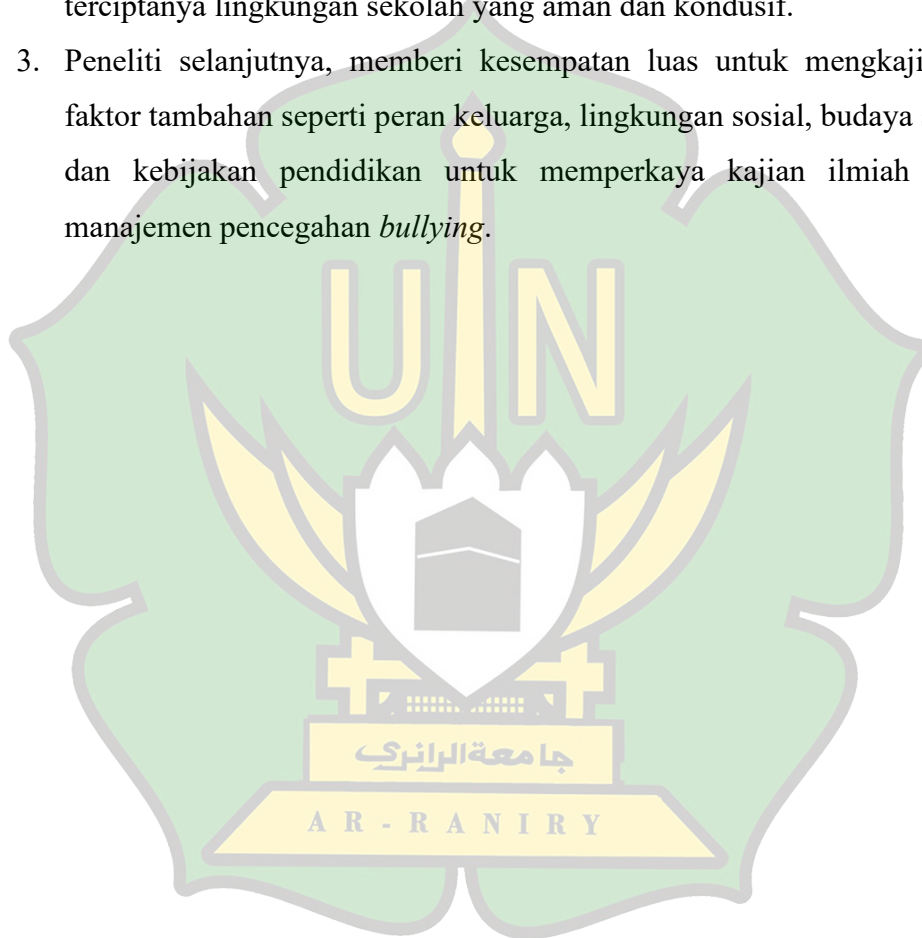 terciptanya lingkungan sekolah yang aman dan kondusif.
3. Peneliti selanjutnya, memberi kesempatan luas untuk mengkaji
faktor tambahan seperti peran keluarga, lingkungan sosial, budaya
dan kebijakan pendidikan untuk memperkaya kajian ilmiah
manajemen pencegahan bullying.
UIN
جامعة الرانري
AR-RANIRY